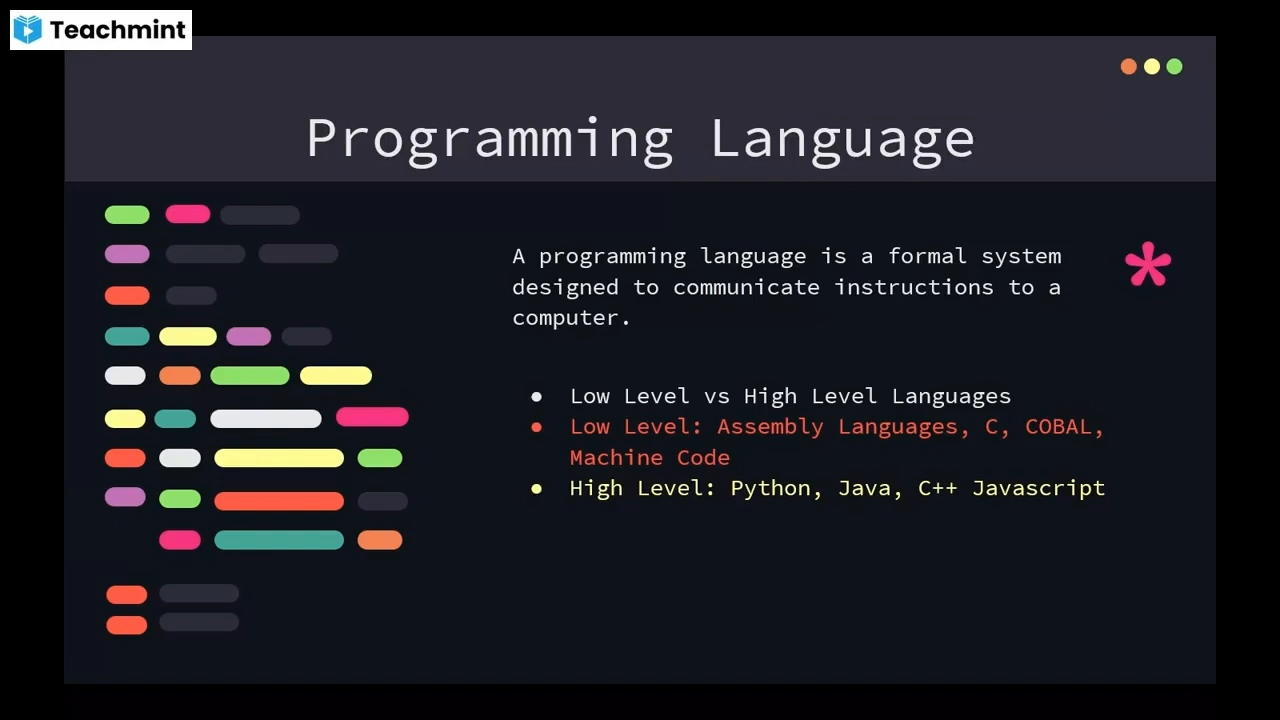 Teachmint
Programming Language
A programming language is a formal system
designed to communicate instructions to a
computer.
*
● Low Level vs High Level Languages
● Low Level: Assembly Languages, C, COBAL,
Machine Code
● High Level: Python, Java, C++ Javascript